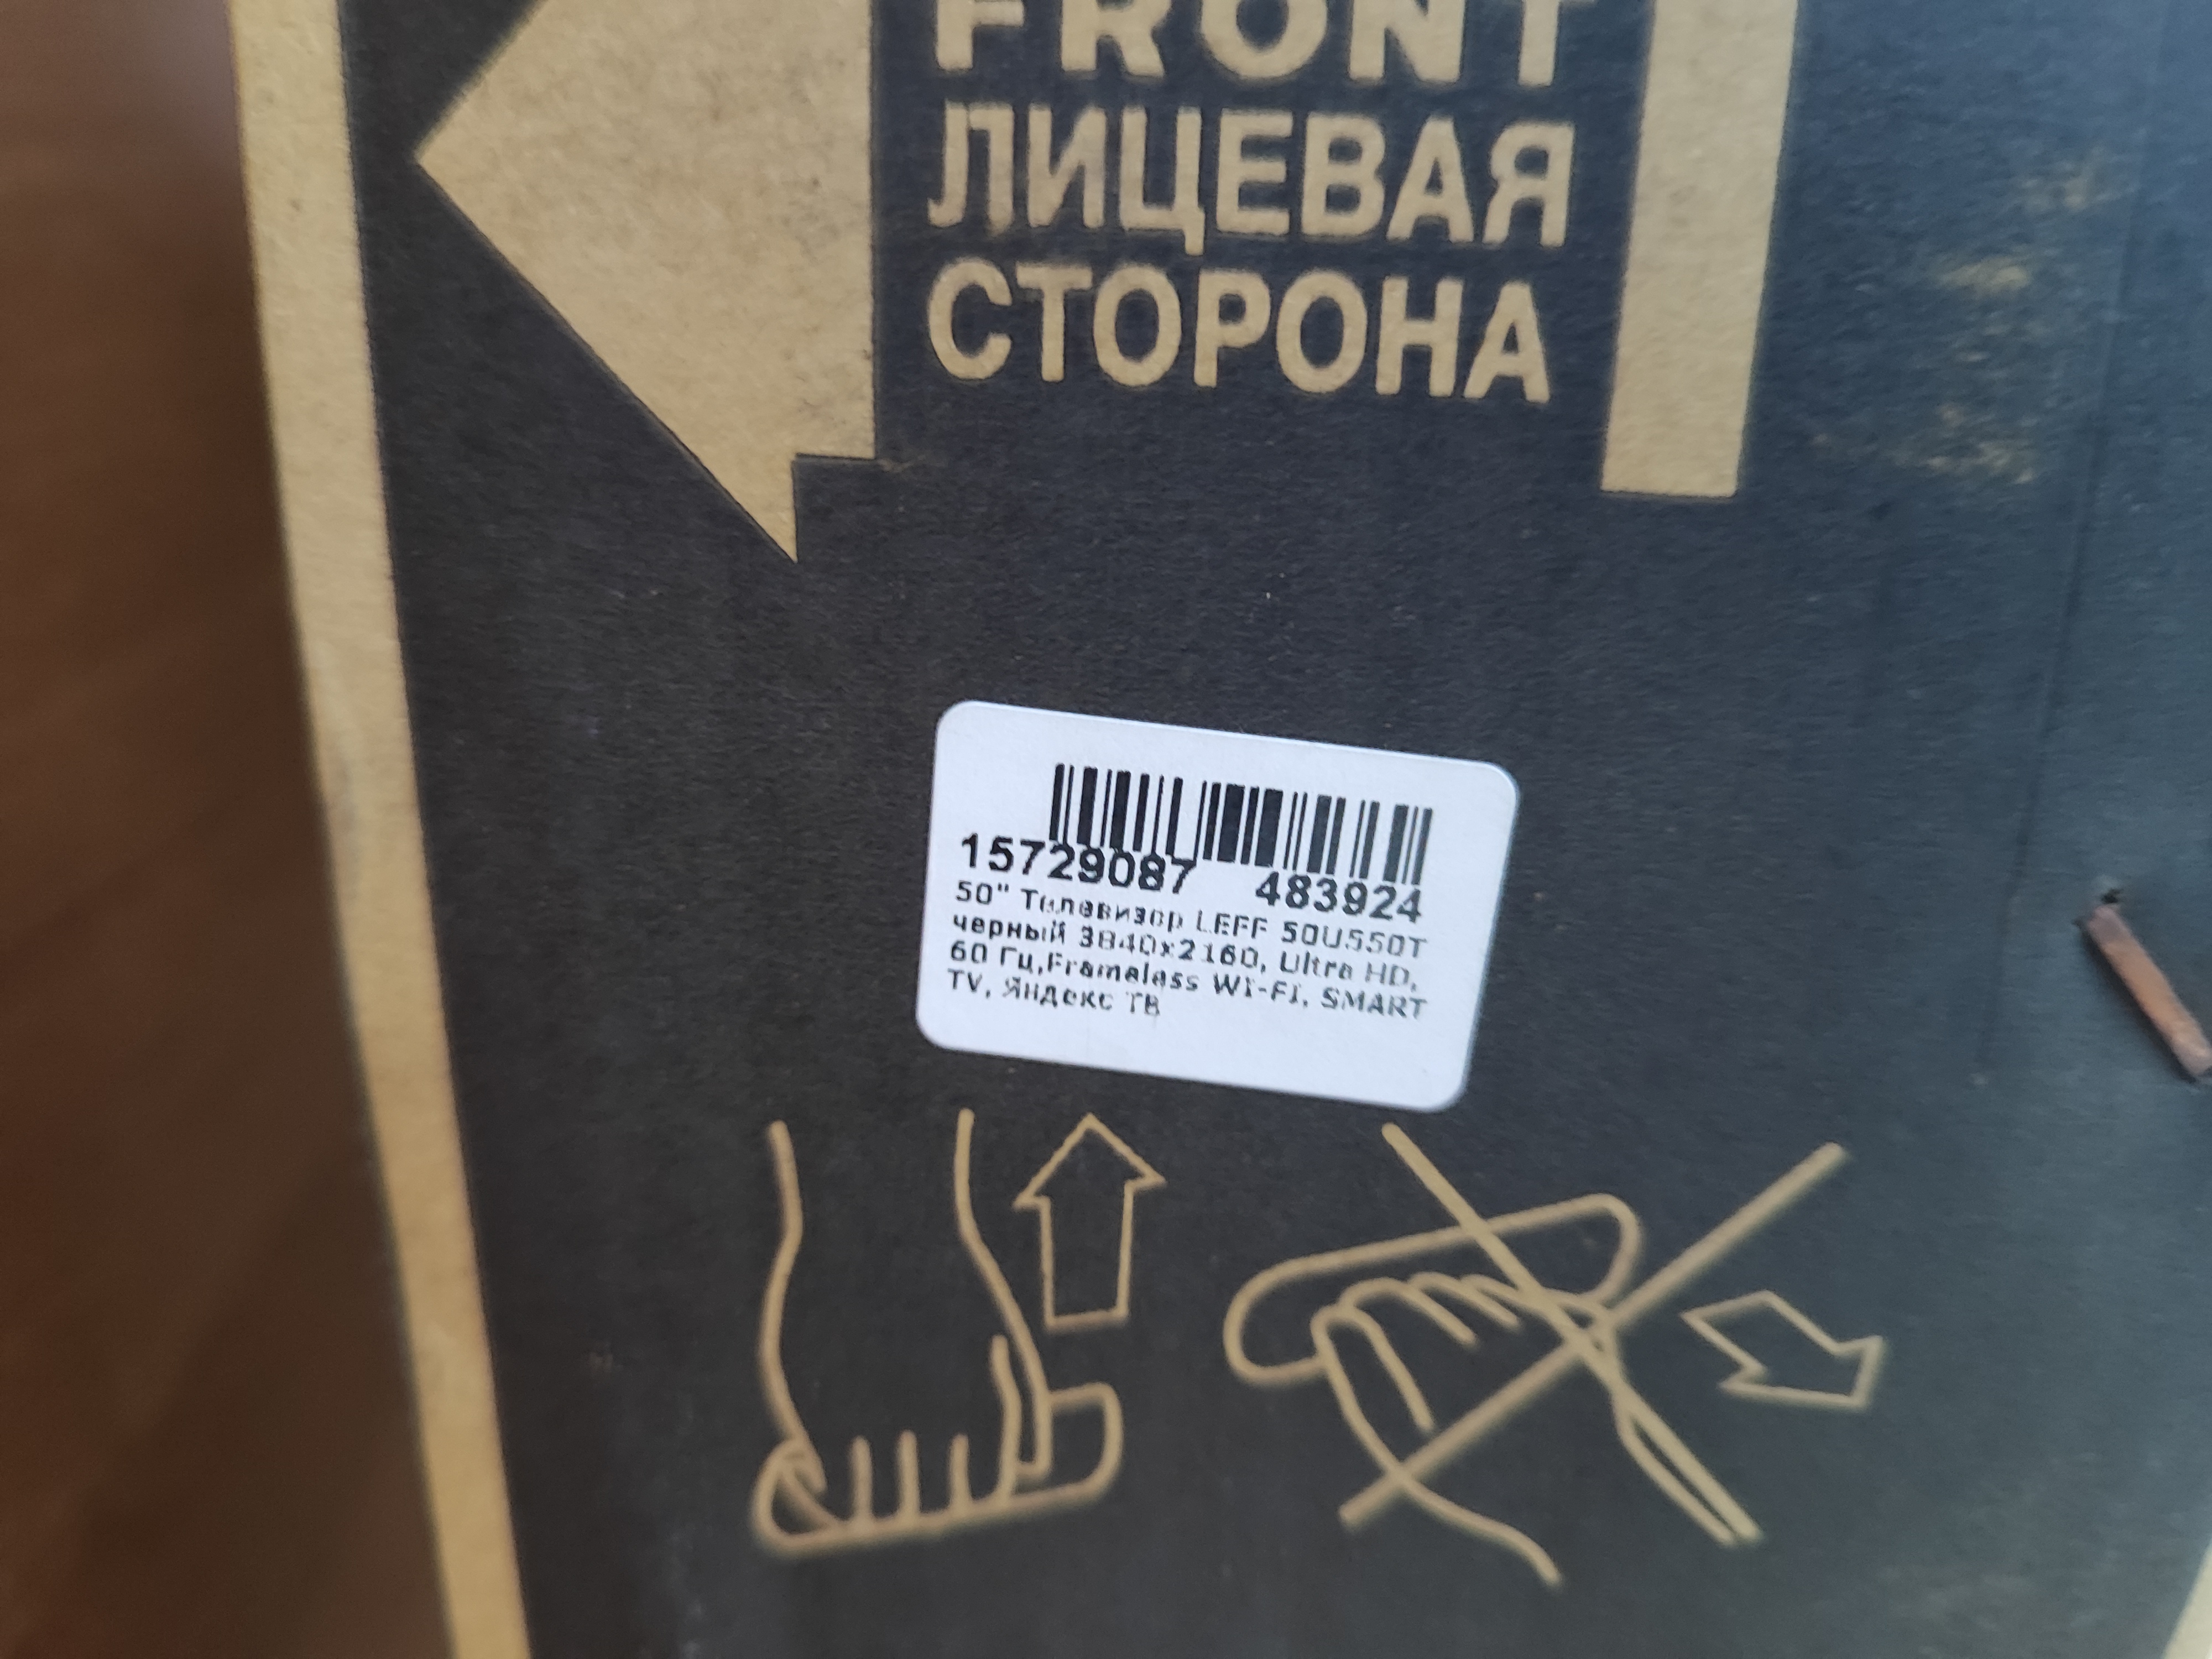 FRONT
ЛИЦЕВАЯ
СТОРОНА
15729087 483924
50" Телевизор LEFF 50U550T
черный 3840x2160, Ultra HD,
60 Гц,Frameless WI-FI, SMART
TV, Яндекс ТВ